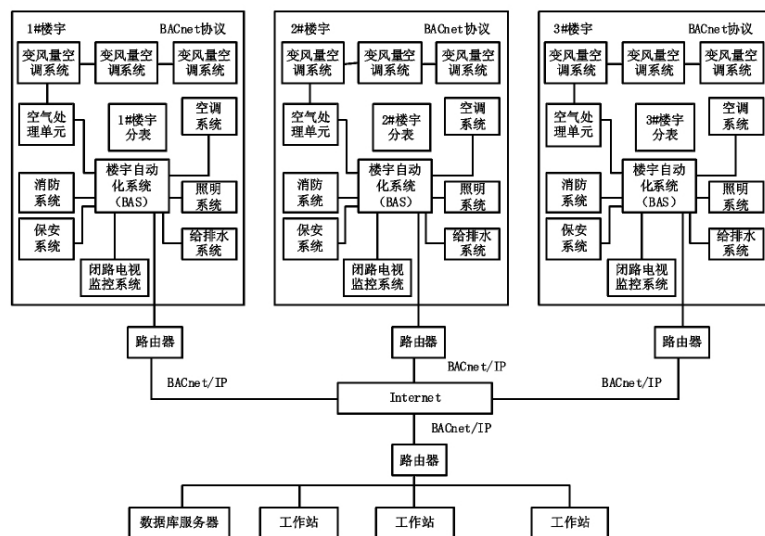 1#楼宇 BACnet协议
变风量空
调系统
变风量空
调系统
变风量空
调系统
空气处
理单元
1#楼宇
分表
空调
系统
消防
系统
楼宇自动
化系统
（BAS）
照明
系统
保安
系统
给排水
系统
闭路电视
监控系统
2#楼宇 BACnet协议
变风量空
调系统
变风量空
调系统
变风量空
调系统
空气处
理单元
2#楼宇
分表
空调
系统
消防
系统
楼宇自动
化系统
（BAS）
照明
系统
保安
系统
给排水
系统
闭路电视
监控系统
3#楼宇 BACnet协议
变风量空
调系统
变风量空
调系统
变风量空
调系统
空气处
理单元
3#楼宇
分表
空调
系统
消防
系统
楼宇自动
化系统
（BAS）
照明
系统
保安
系统
给排水
系统
闭路电视
监控系统
路由器
路由器
路由器
BACnet/IP
BACnet/IP
BACnet/IP
Internet
BACnet/IP
路由器
数据库服务器
工作站
工作站
工作站